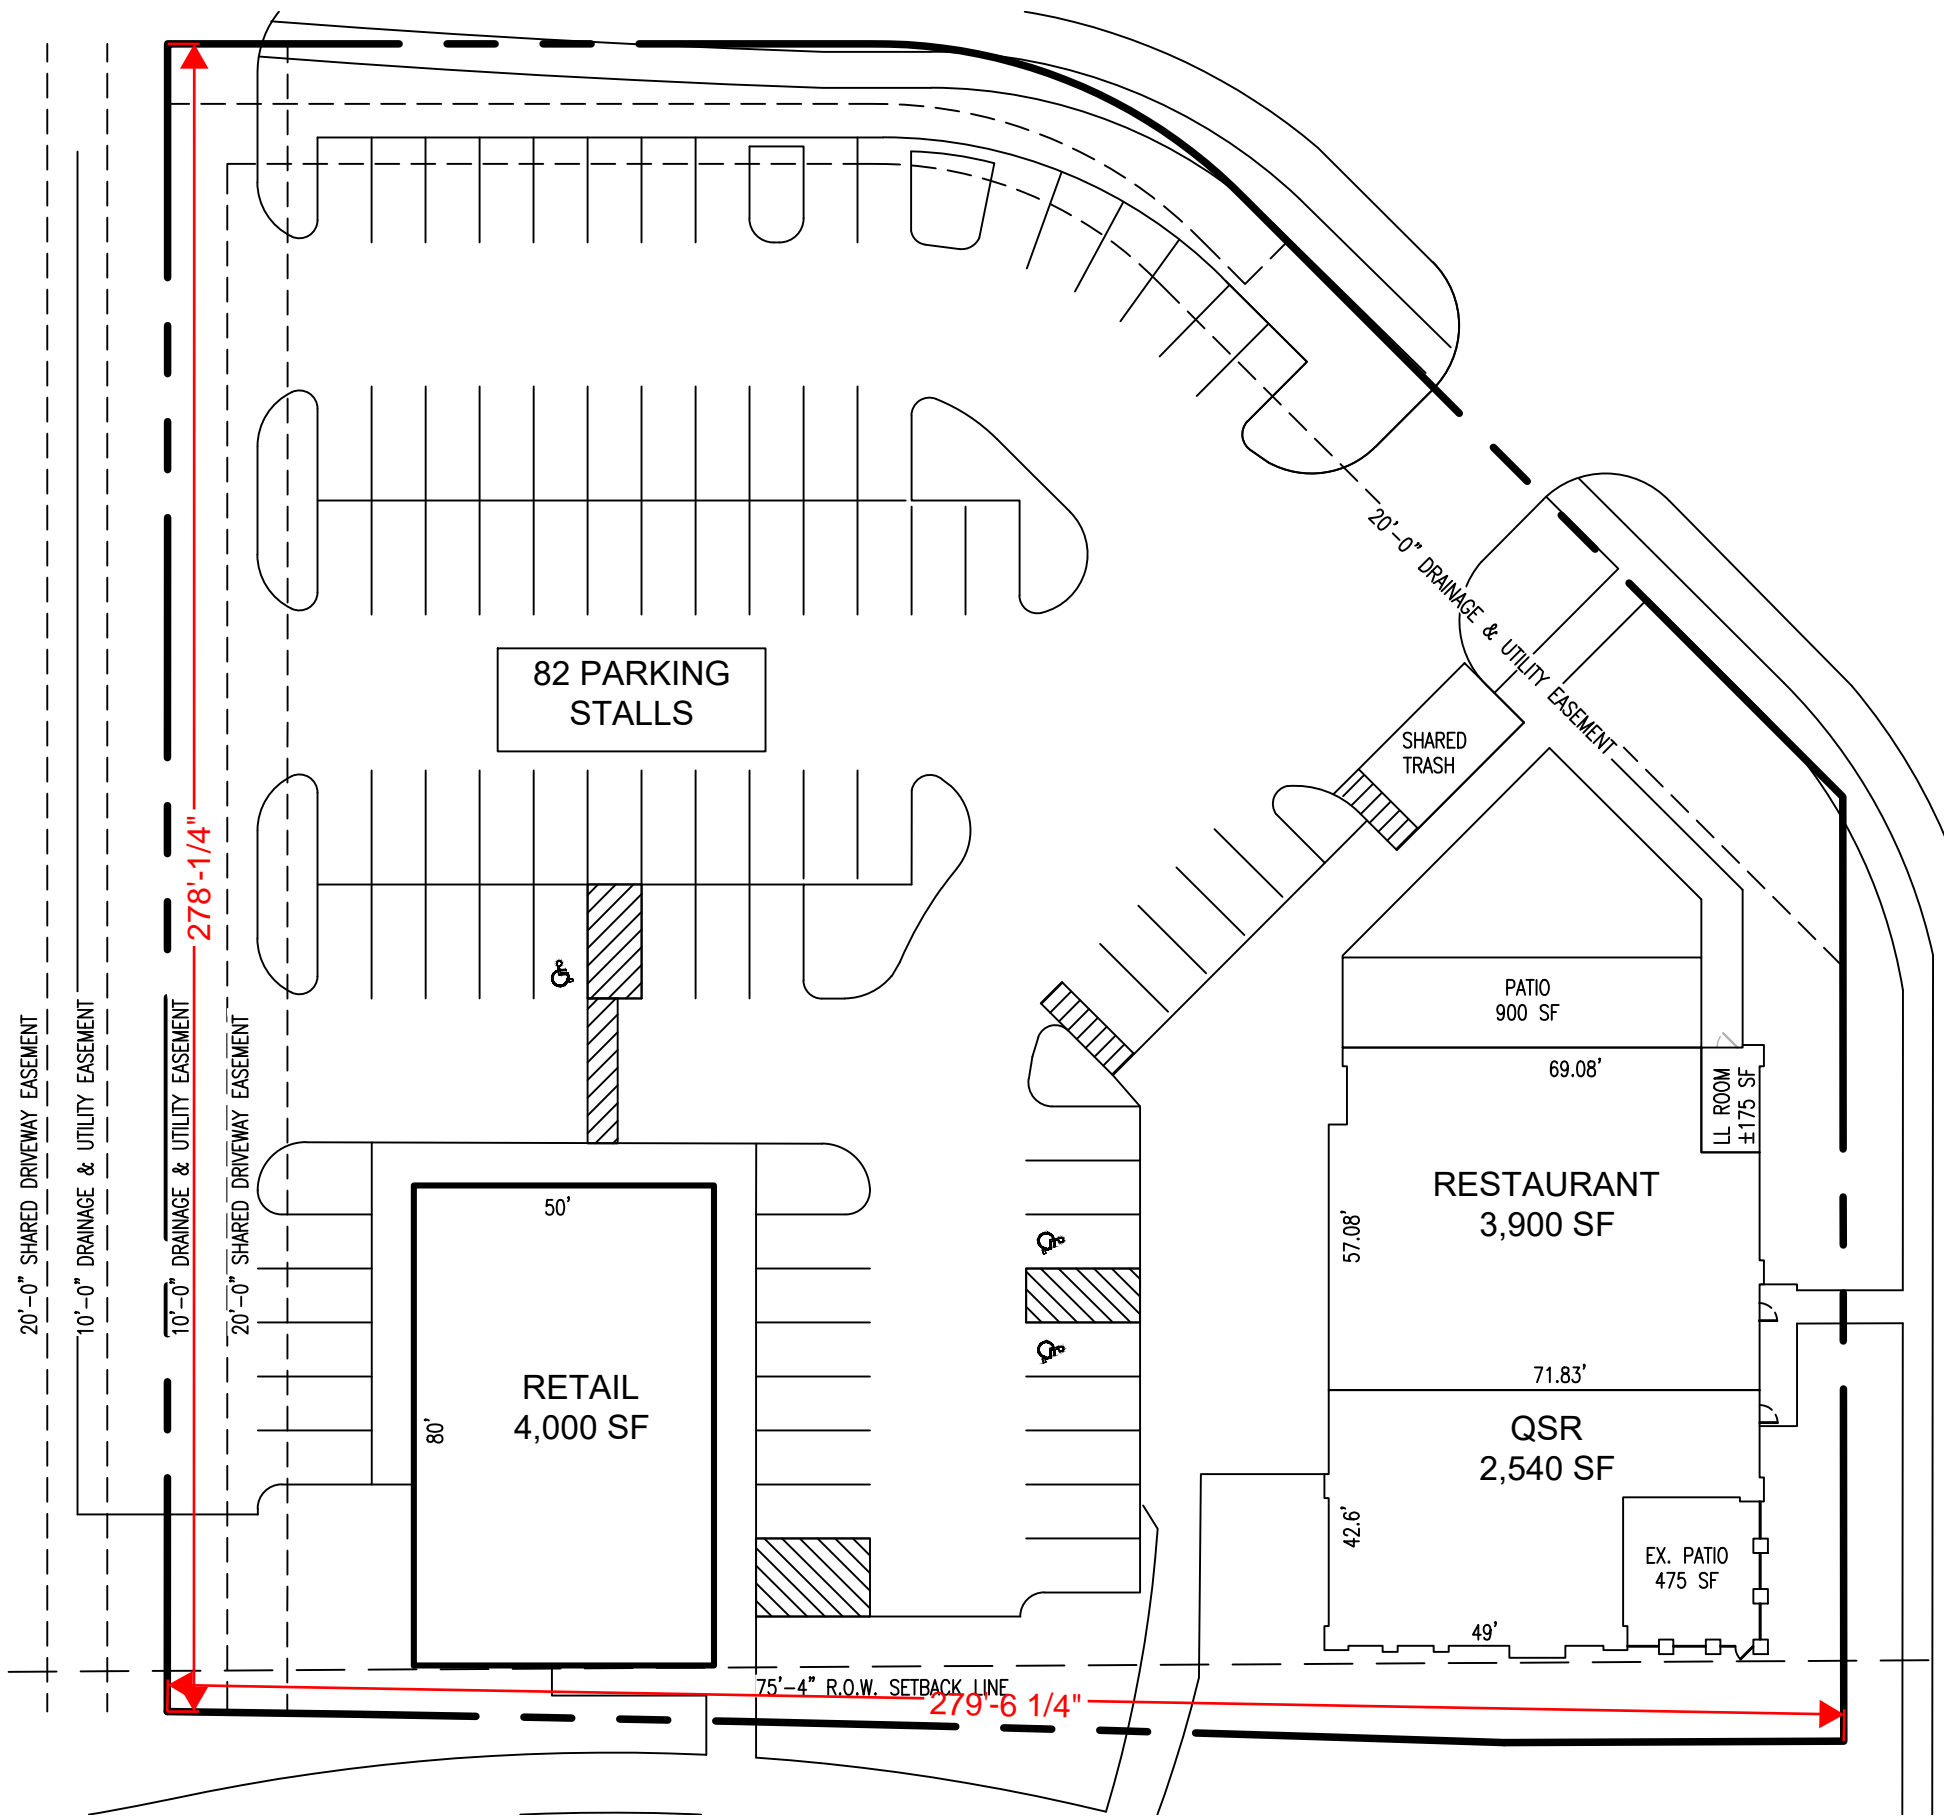 82 PARKING
STALLS
20'-0" DRAINAGE & UTILITY EASEMENT
SHARED
TRASH
278'-1/4"
PATIO
900 SF
69.08'
LL ROOM
±175 SF
20'-0" SHARED DRIVEWAY EASEMENT
10'-0" DRAINAGE & UTILITY EASEMENT
10'-0" DRAINAGE & UTILITY EASEMENT
20'-0" SHARED DRIVEWAY EASEMENT
50'
RESTAURANT
3,900 SF
57.08'
71.83'
RETAIL
4,000 SF
80'
QSR
2,540 SF
42.6'
EX. PATIO
475 SF
49'
75'-4" R.O.W. SETBACK LINE
279'-6 1/4"